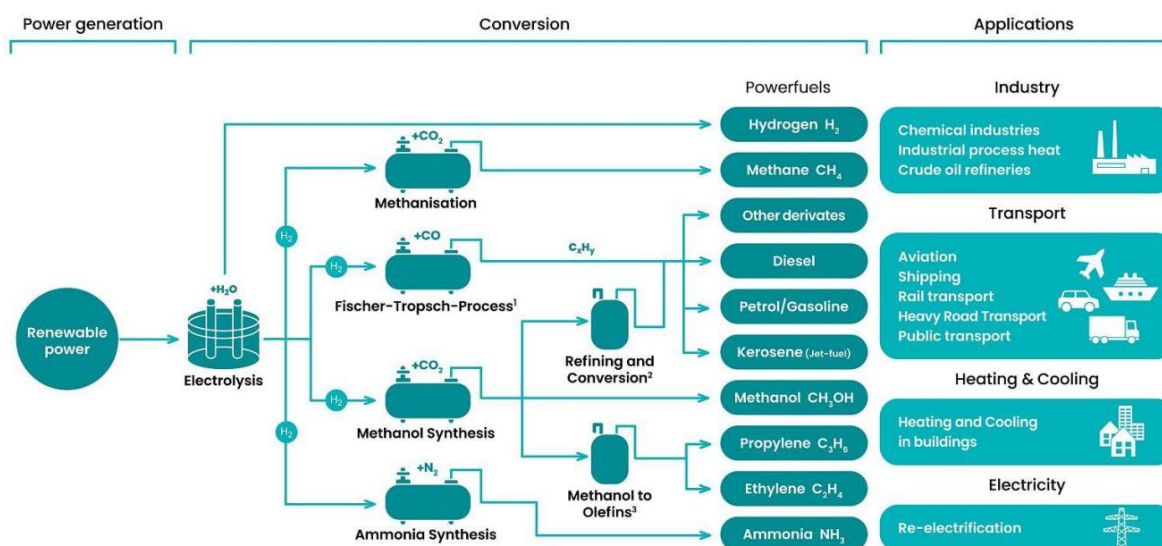 Power generation
Conversion
Applications
Renewable
power
+H₂O
Electrolysis
H₂
H₂
H₂
H₂
+CO₂
Methanisation
+CO
Fischer-Tropsch-Process¹
+CO₂
Methanol Synthesis
+N₂
Ammonia Synthesis
CₓHᵧ
Refining and
Conversion²
Methanol to
Olefins³
Powerfuels
Hydrogen H₂
Methane CH₄
Other derivates
Diesel
Petrol/Gasoline
Kerosene (Jet-fuel)
Methanol CH₃OH
Propylene C₃H₆
Ethylene C₂H₄
Ammonia NH₃
Industry
Chemical industries
Industrial process heat
Crude oil refineries
Transport
Aviation
Shipping
Rail transport
Heavy Road Transport
Public transport
Heating & Cooling
Heating and Cooling
in buildings
Electricity
Re-electrification